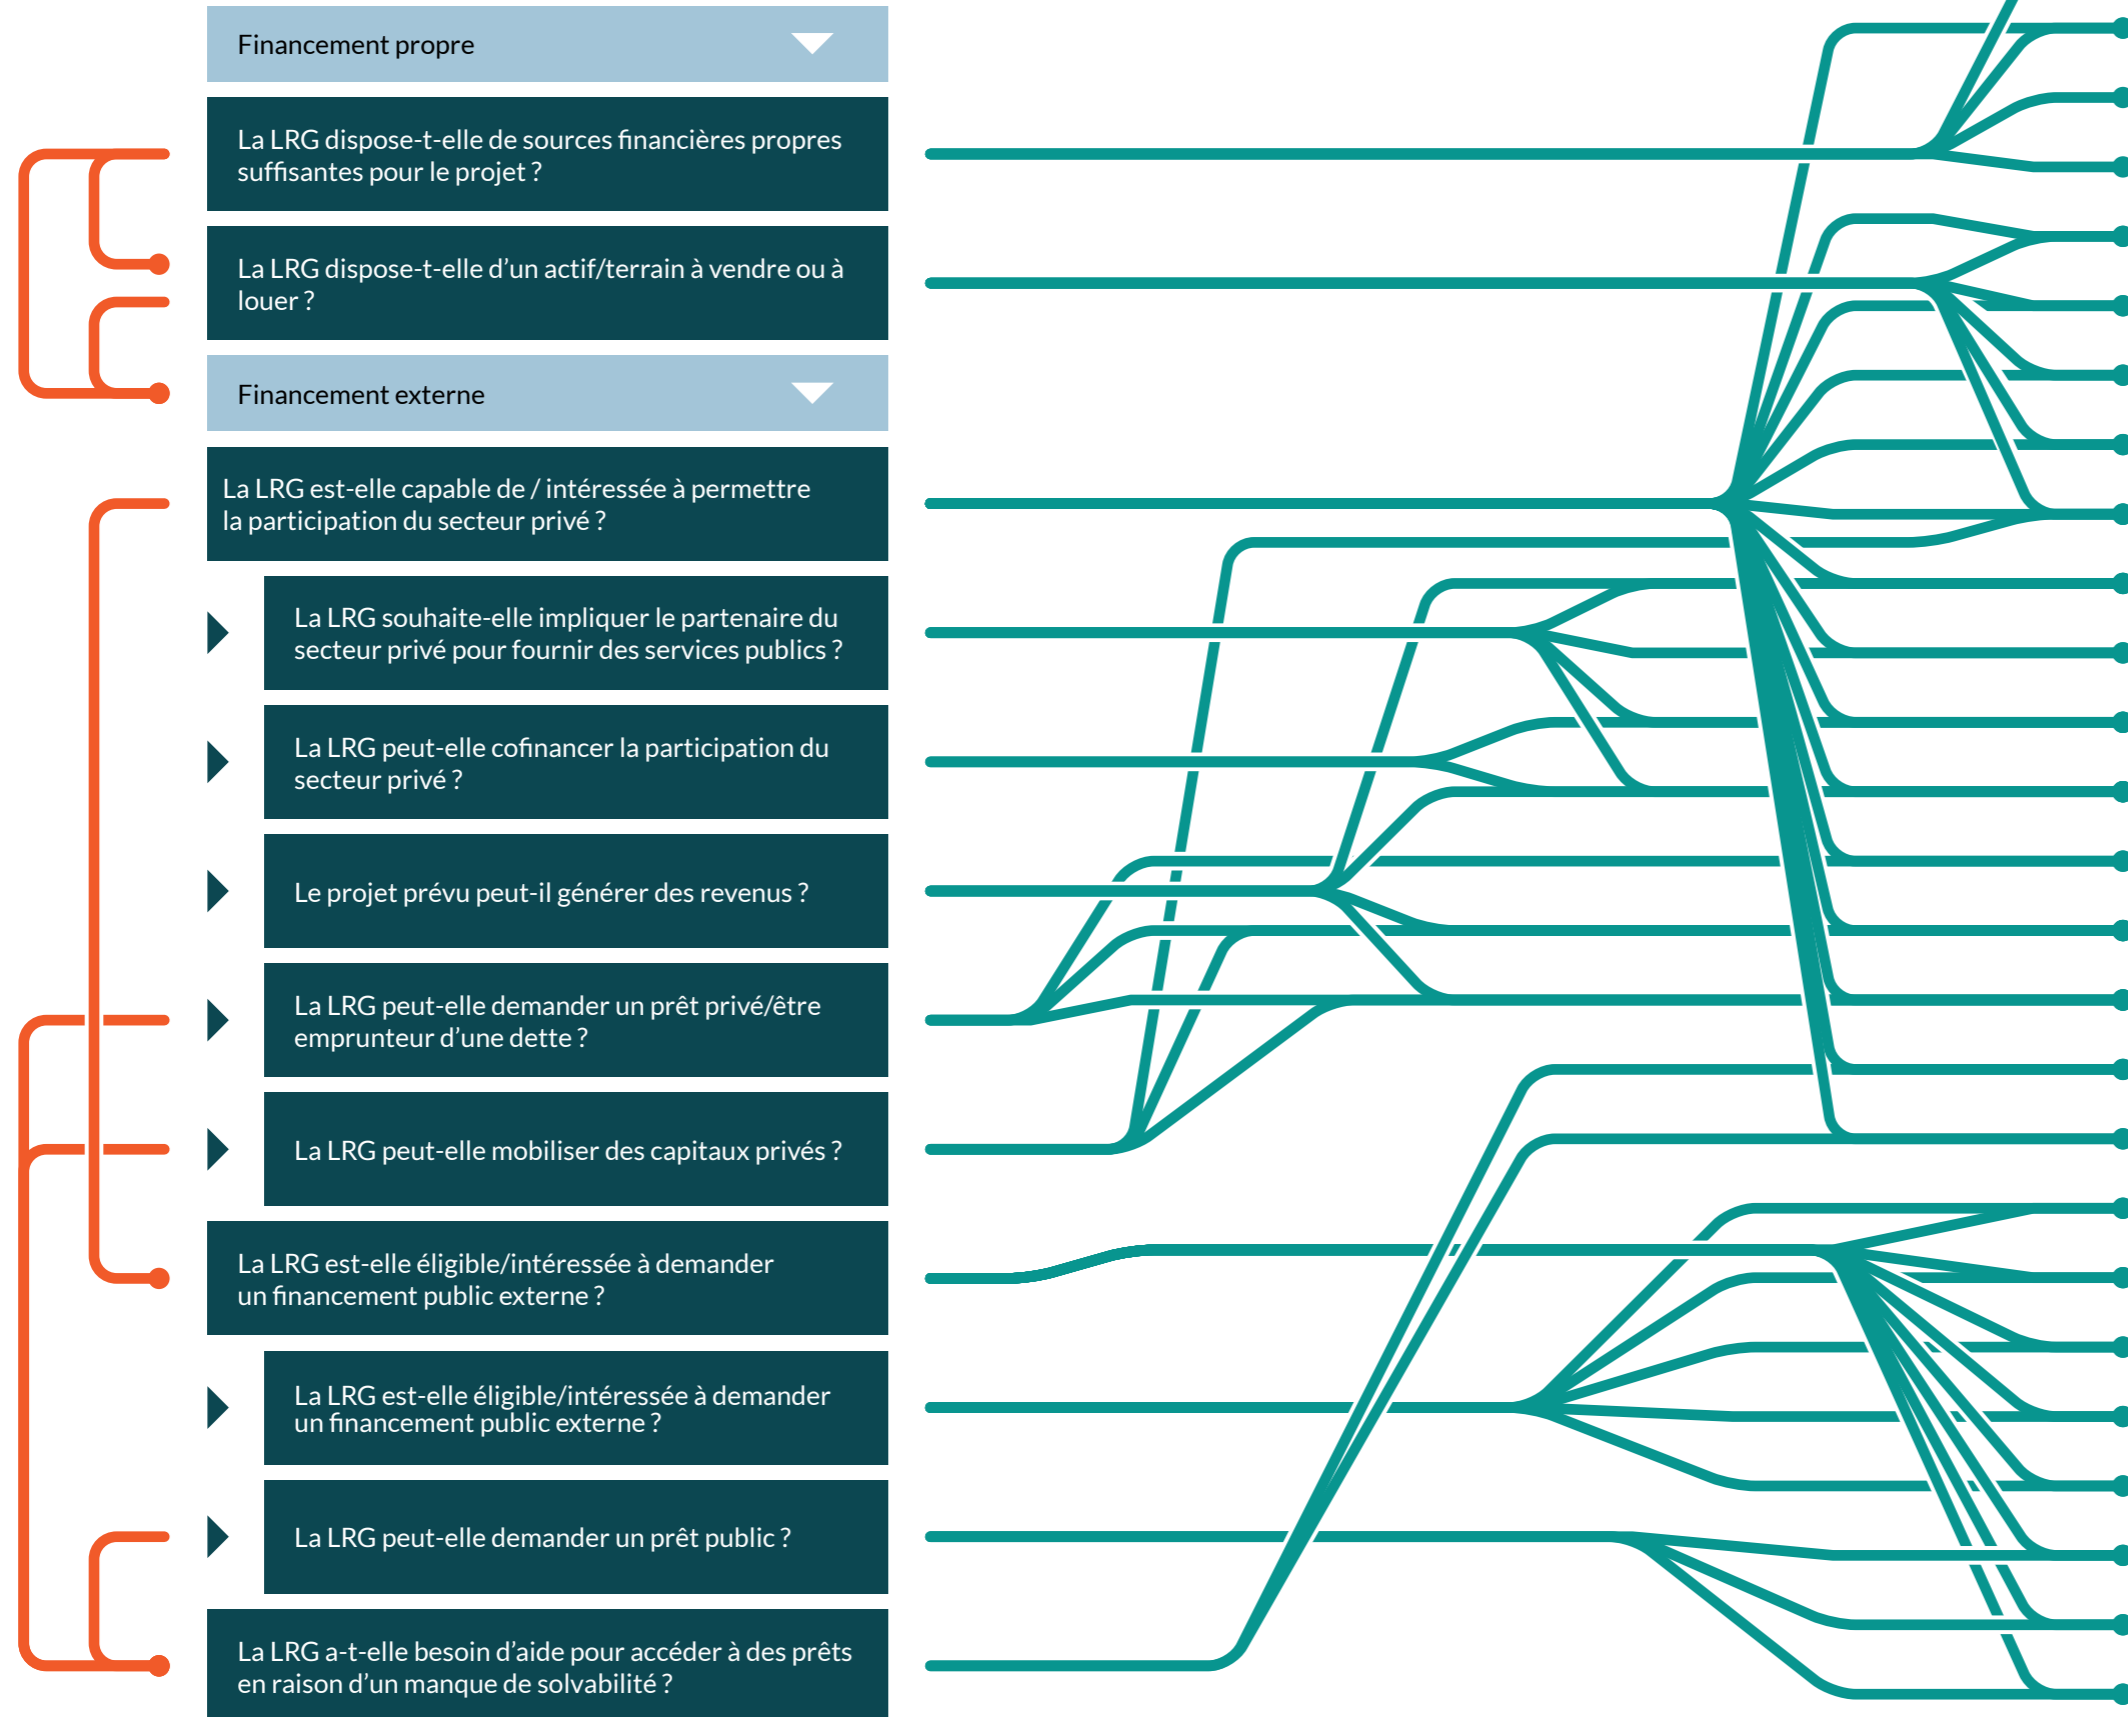 Financement propre
La LRG dispose-t-elle de sources financières propres
suffisantes pour le projet ?
La LRG dispose-t-elle d’un actif/terrain à vendre ou à
louer ?
Financement externe
La LRG est-elle capable de / intéressée à permettre
la participation du secteur privé ?
La LRG souhaite-elle impliquer le partenaire du
secteur privé pour fournir des services publics ?
La LRG peut-elle cofinancer la participation du
secteur privé ?
Le projet prévu peut-il générer des revenus ?
La LRG peut-elle demander un prêt privé/être
emprunteur d’une dette ?
La LRG peut-elle mobiliser des capitaux privés ?
La LRG est-elle éligible/intéressée à demander
un financement public externe ?
La LRG est-elle éligible/intéressée à demander
un financement public externe ?
La LRG peut-elle demander un prêt public ?
La LRG a-t-elle besoin d’aide pour accéder à des prêts
en raison d’un manque de solvabilité ?